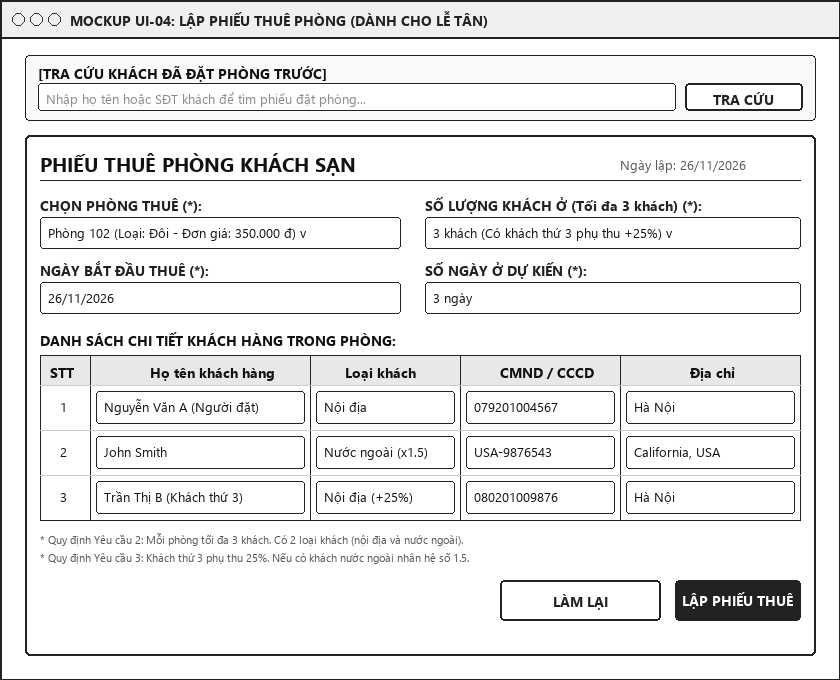 MOCKUP UI-04: LẬP PHIẾU THUÊ PHÒNG (DÀNH CHO LỄ TÂN)
[TRA CỨU KHÁCH ĐÃ ĐẶT PHÒNG TRƯỚC]
Nhập họ tên hoặc SĐT khách để tìm phiếu đặt phòng... TRA CỨU
PHIẾU THUÊ PHÒNG KHÁCH SẠN Ngày lập: 26/11/2026
CHỌN PHÒNG THUÊ (*): SỐ LƯỢNG KHÁCH Ở (Tối đa 3 khách) (*):
Phòng 102 (Loại: Đôi - Đơn giá: 350.000 đ) v 3 khách (Có khách thứ 3 phụ thu +25%) v
NGÀY BẮT ĐẦU THUÊ (*): SỐ NGÀY Ở DỰ KIẾN (*):
26/11/2026 3 ngày
DANH SÁCH CHI TIẾT KHÁCH HÀNG TRONG PHÒNG:
STT Họ tên khách hàng Loại khách CMND / CCCD Địa chỉ
1 Nguyễn Văn A (Người đặt) Nội địa 079201004567 Hà Nội
2 John Smith Nước ngoài (x1.5) USA-9876543 California, USA
3 Trần Thị B (Khách thứ 3) Nội địa (+25%) 080201009876 Hà Nội
* Quy định Yêu cầu 2: Mỗi phòng tối đa 3 khách. Có 2 loại khách (nội địa và nước ngoài).
* Quy định Yêu cầu 3: Khách thứ 3 phụ thu 25%. Nếu có khách nước ngoài nhân hệ số 1.5.
LÀM LẠI LẬP PHIẾU THUÊ